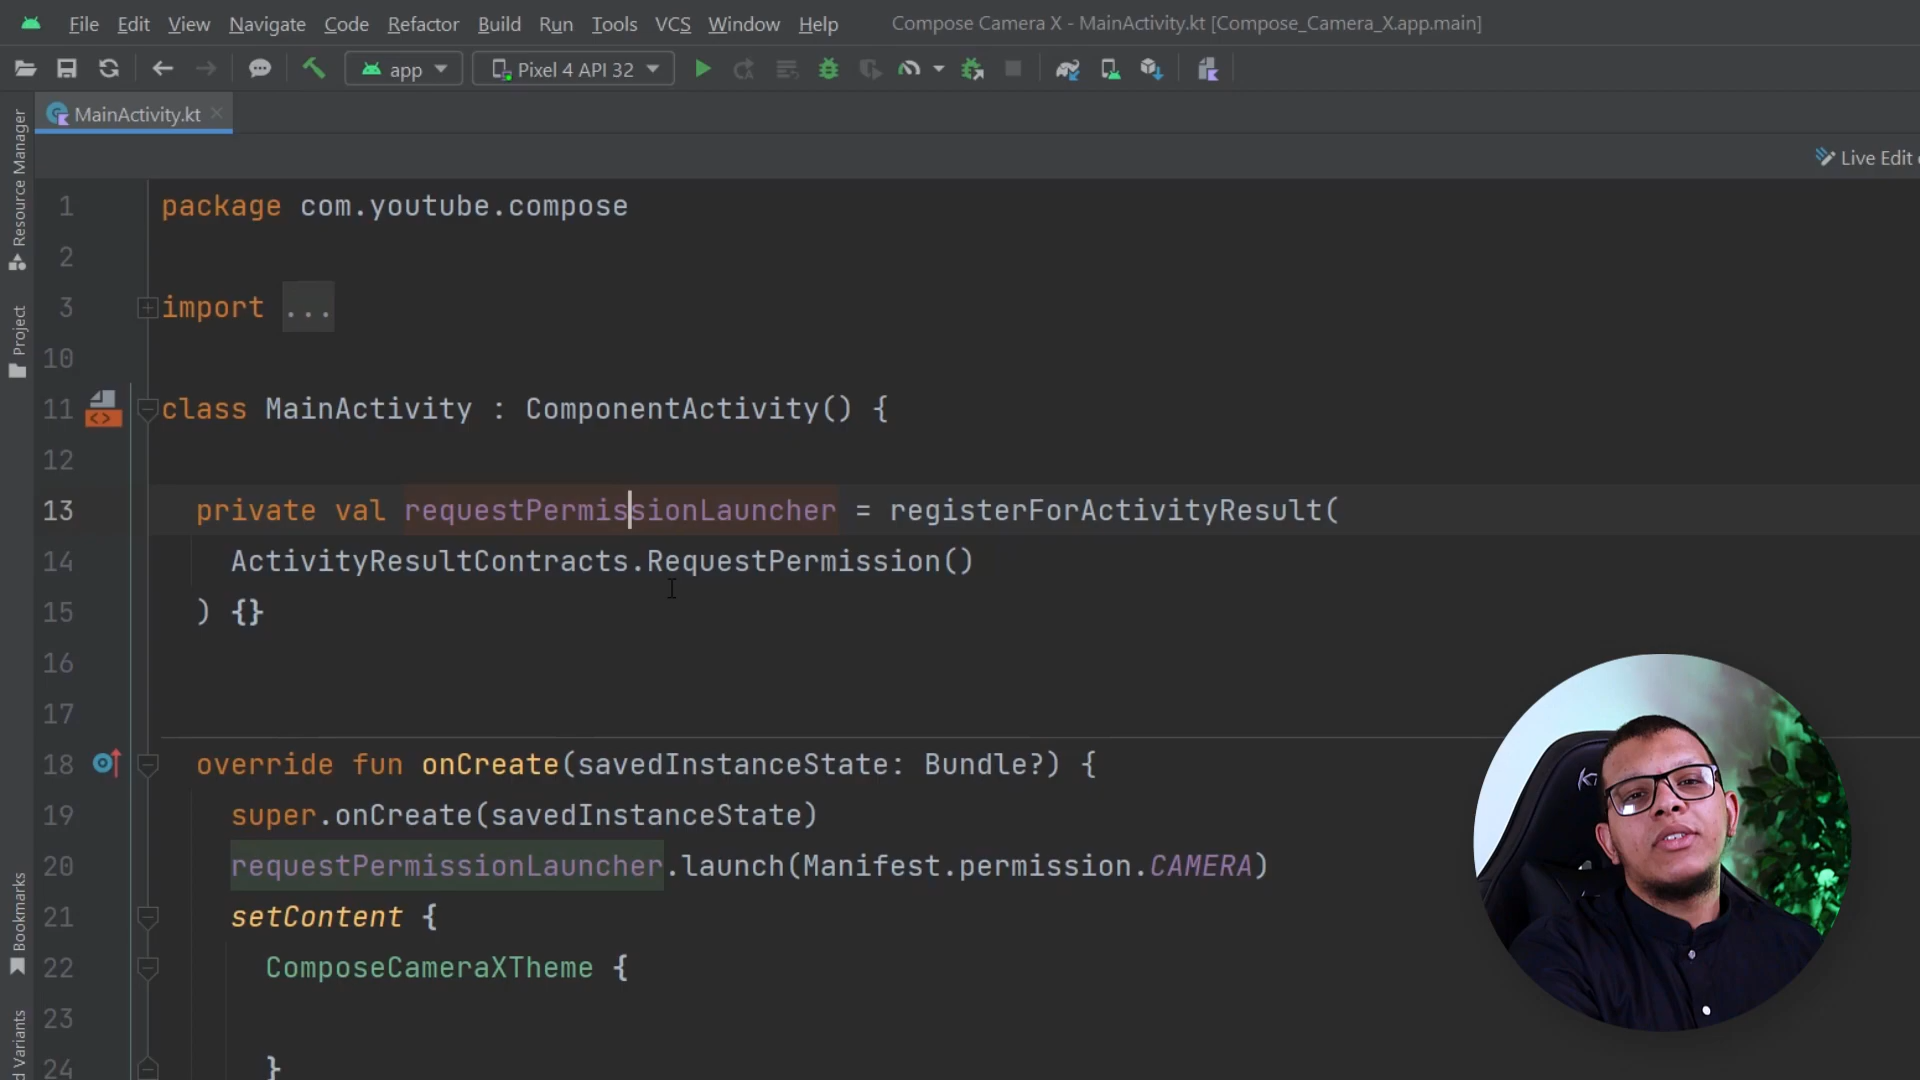 File Edit View Navigate Code Refactor Build Run Tools VCS Window Help Compose Camera X - MainActivity.kt [Compose_Camera_X.app.main]
app Pixel 4 API 32
MainActivity.kt
Live Edit
Resource Manager
Project
Bookmarks
Variants
1 package com.youtube.compose
2
3 import ...
10
11 class MainActivity : ComponentActivity() {
12
13 private val requestPermissionLauncher = registerForActivityResult(
14 ActivityResultContracts.RequestPermission()
15 ) {}
16
17
18 override fun onCreate(savedInstanceState: Bundle?) {
19 super.onCreate(savedInstanceState)
20 requestPermissionLauncher.launch(Manifest.permission.CAMERA)
21 setContent {
22 ComposeCameraXTheme {
23
24 }